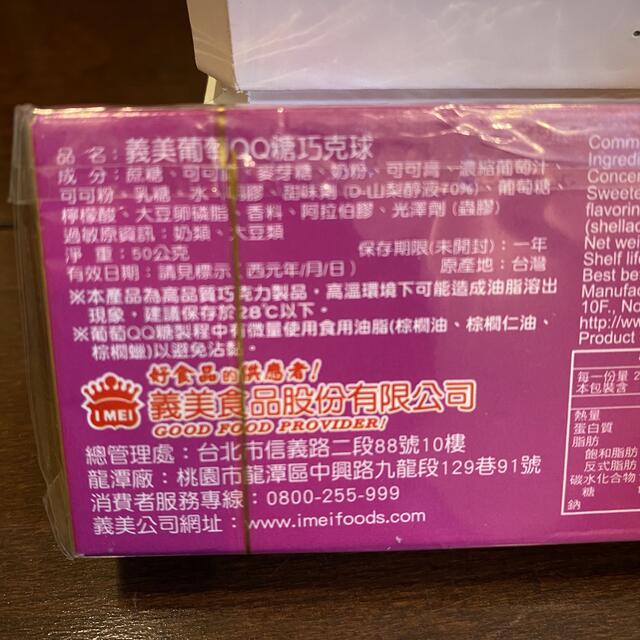 品 名：義美葡萄QQ糖巧克球
成 分：蔗糖、可可脂、麥芽糖、奶粉、可可膏、濃縮葡萄汁、
可可粉、乳糖、水、明膠、甜味劑 (D-山梨醇液70%)、葡萄糖、
檸檬酸、大豆卵磷脂、香料、阿拉伯膠、光澤劑 (蟲膠)
過敏原資訊：奶類、大豆類
淨 重：50公克 保存期限(未開封)：一年
有效日期：請見標示 (西元年/月/日) 原產地：台灣
※本產品為高品質巧克力製品，高溫環境下可能造成油脂溶出
現象，建議保存於28℃以下。
※葡萄QQ糖製程中有微量使用食用油脂(棕櫚油、棕櫚仁油、
棕櫚蠟)以避免沾黏。
好食品的供應者!
I MEI 義美食品股份有限公司
GOOD FOOD PROVIDER!
總管理處：台北市信義路二段88號10樓
龍潭廠：桃園市龍潭區中興路九龍段129巷91號
消費者服務專線：0800-255-999
義美公司網址：www.imeifoods.com
Comm
Ingred
Concen
Sweete
flavorin
(shellac
Net we
Shelf life
Best be
Manufac
10F., No
http://ww
Product
每一份量 2
本包裝含
熱量
蛋白質
脂肪
飽和脂肪
反式脂肪
碳水化合物
糖
鈉